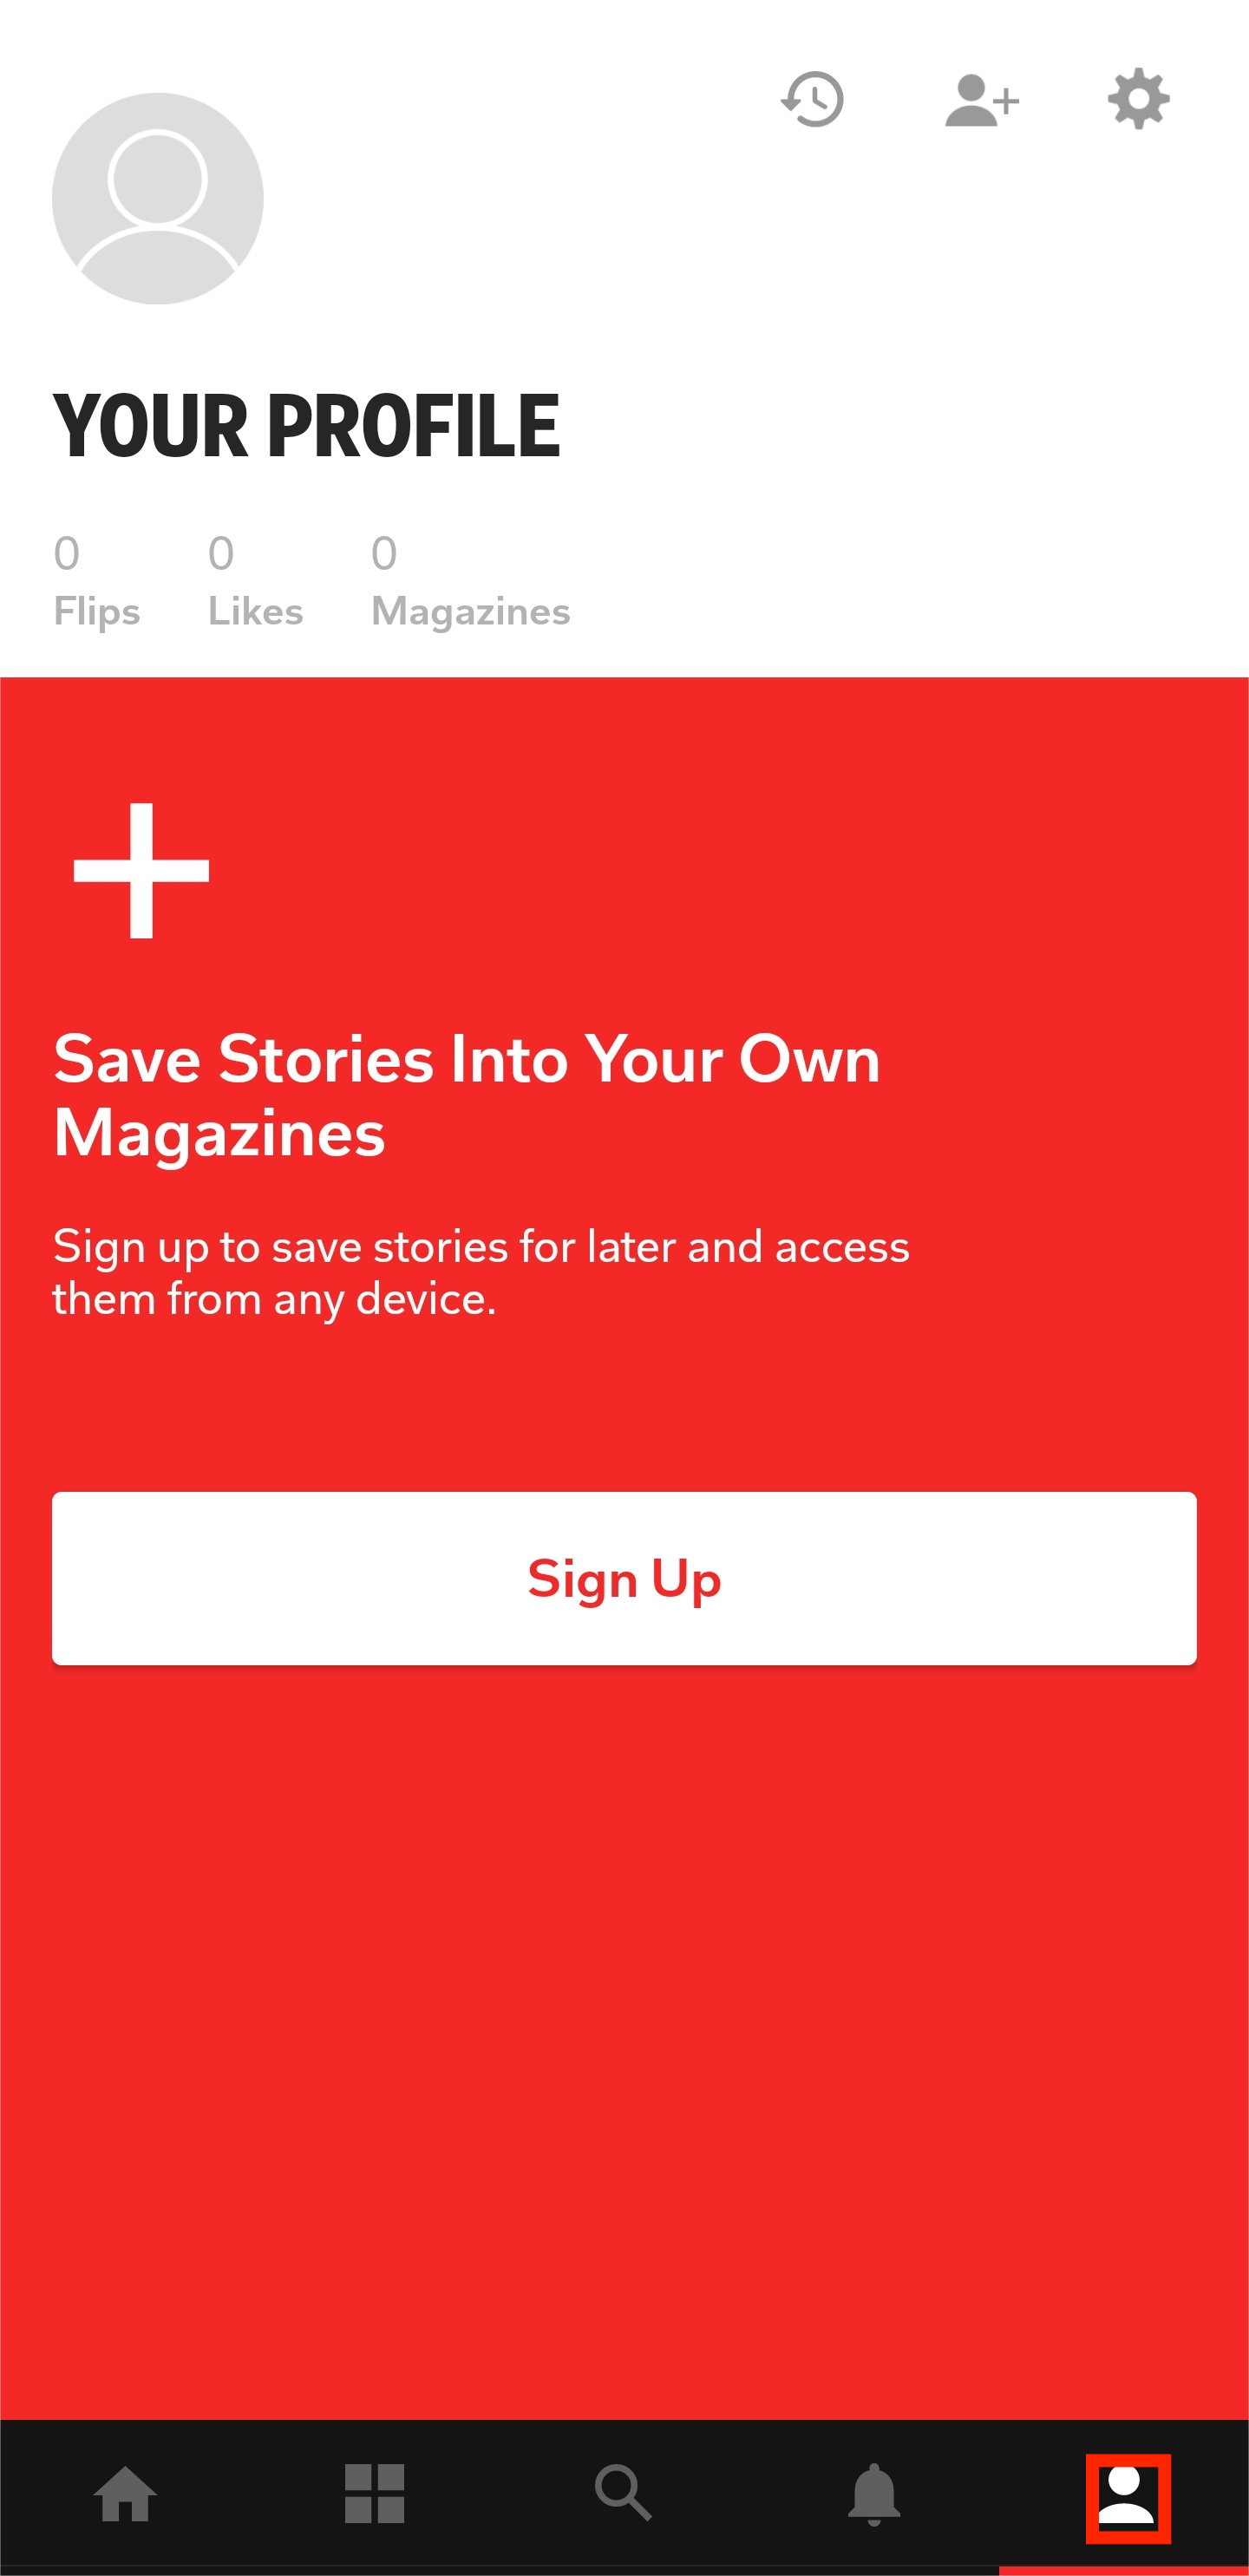 YOUR PROFILE
0 0 0
Flips Likes Magazines
Save Stories Into Your Own
Magazines
Sign up to save stories for later and access
them from any device.
Sign Up